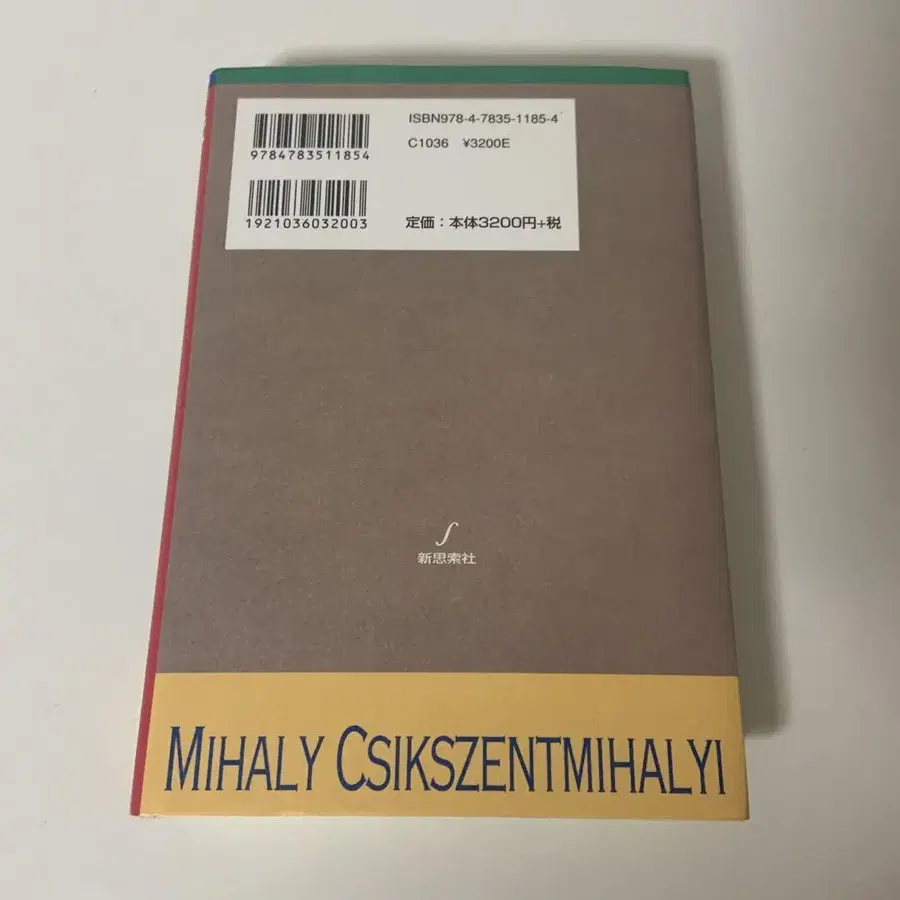 ISBN978-4-7835-1185-4
C1036 ¥3200E
9784783511854
1921036032003
定価：本体3200円+税
新思索社
MIHALY CSIKSZENTMIHALYI